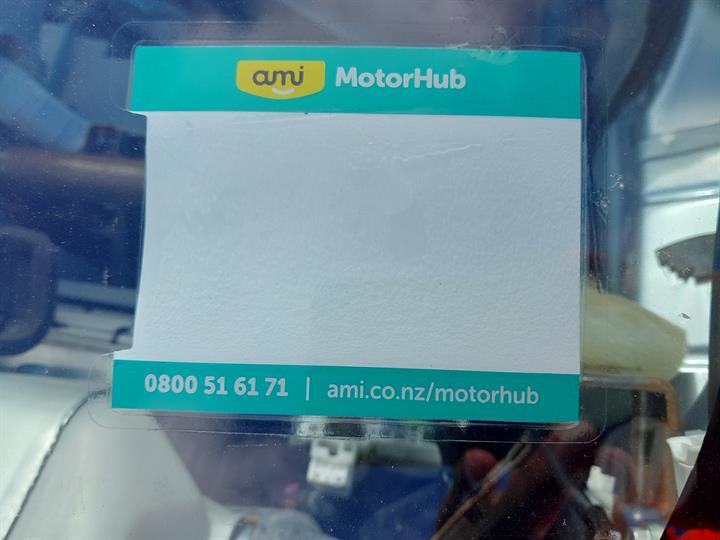 ami MotorHub
0800 51 61 71 | ami.co.nz/motorhub